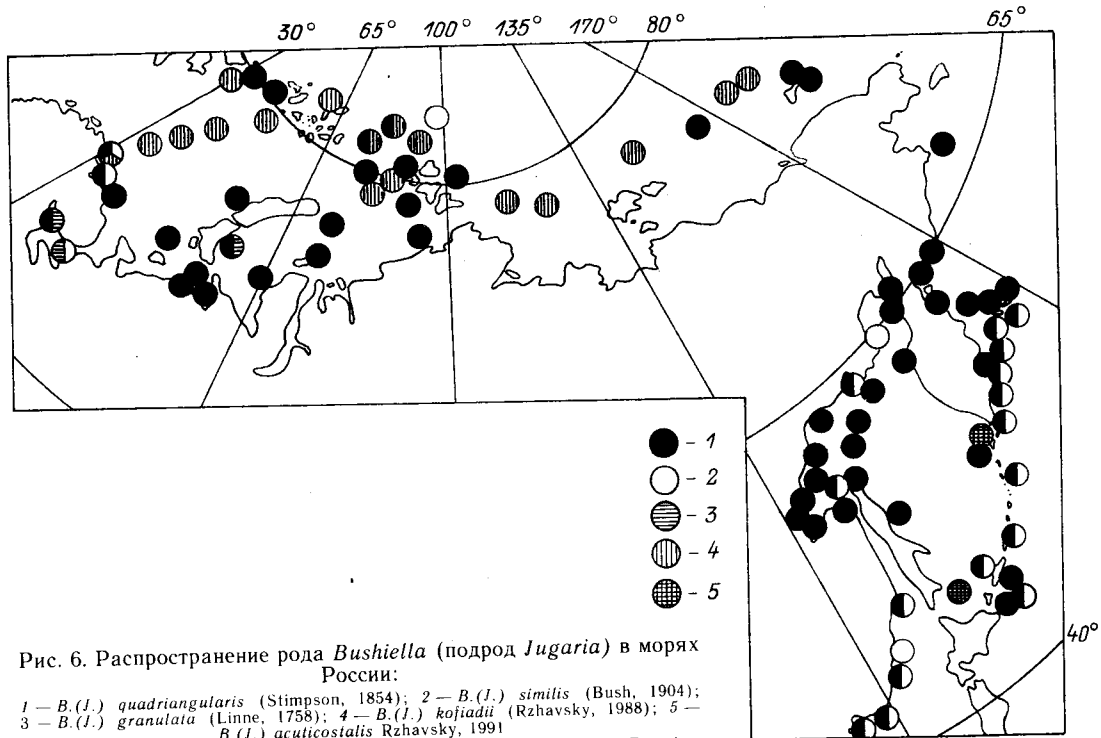 30° 65° 100° 135° 170° 80° 65°
- 1
- 2
- 3
- 4
- 5
40°
Рис. 6. Распространение рода Bushiella (подрод Jugaria) в морях
России:
1 — B.(J.) quadriangularis (Stimpson, 1854); 2 — B.(J.) similis (Bush, 1904);
3 — B.(J.) granulata (Linne, 1758); 4 — B.(J.) kofiadii (Rzhavsky, 1988); 5 —
B.(J.) acuticostalis Rzhavsky, 1991